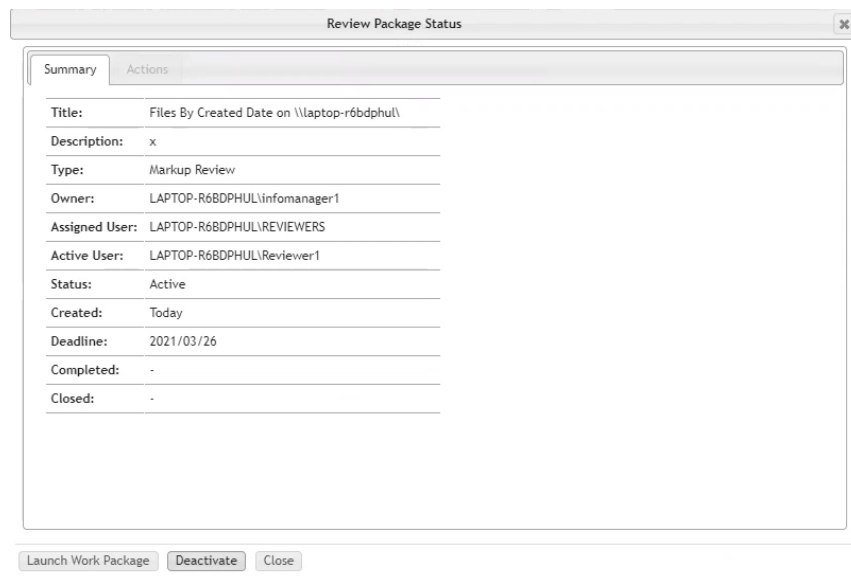 Review Package Status
Summary Actions
Title: Files By Created Date on \\laptop-r6bdphul\
Description: x
Type: Markup Review
Owner: LAPTOP-R6BDPHUL\infomanager1
Assigned User: LAPTOP-R6BDPHUL\REVIEWERS
Active User: LAPTOP-R6BDPHUL\Reviewer1
Status: Active
Created: Today
Deadline: 2021/03/26
Completed: -
Closed: -
Launch Work Package Deactivate Close